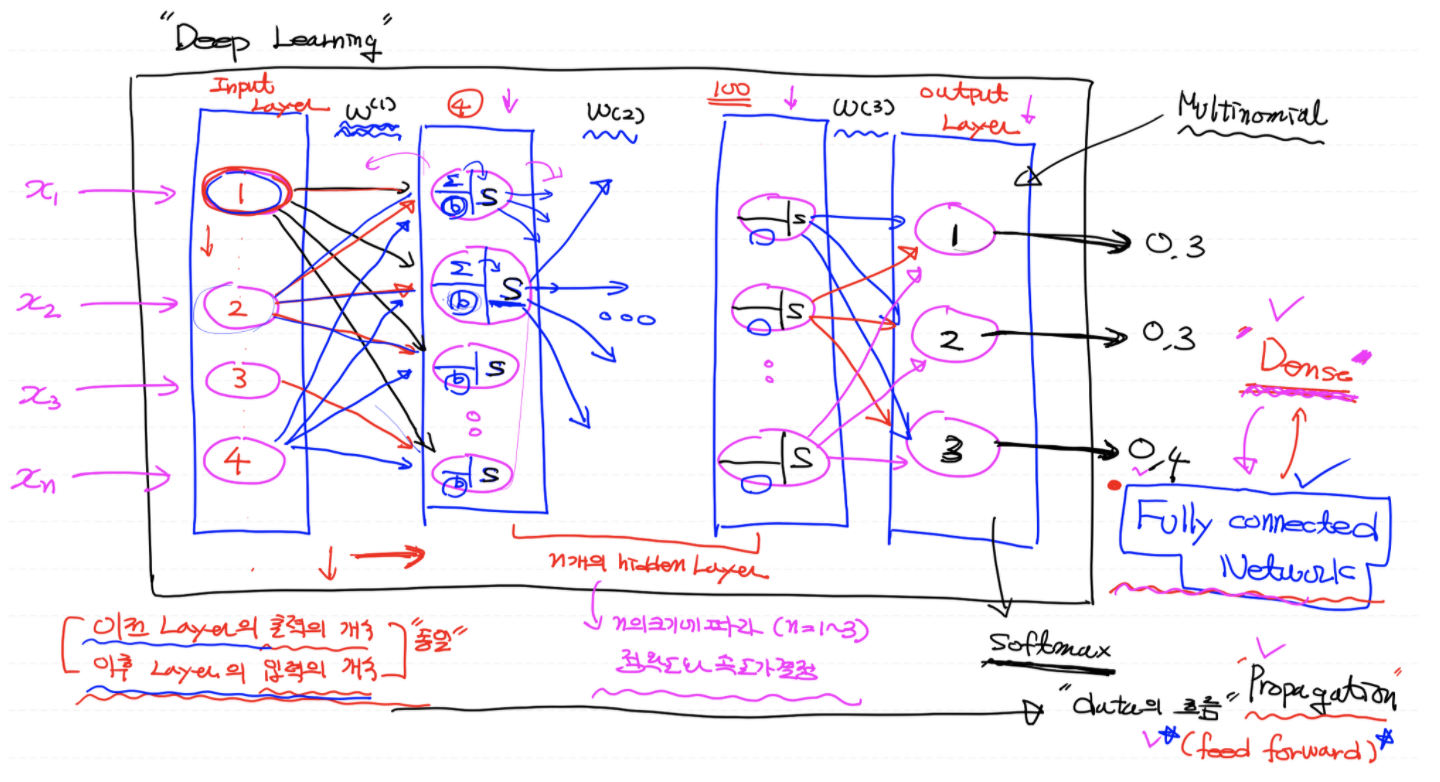 "Deep Learning"
Input Layer
W(1)
④
W(2)
100
W(3)
output Layer
Multinomial
x1
x2
x3
xn
1
2
3
4
Σ b S
Σ b S
b S
b S
S
S
S
1
2
3
0.3
0.3
0.4
"Dense"
Fully connected
Network
n개의 hidden Layer
이전 Layer의 출력의 개수
이후 Layer의 입력의 개수
"동일"
n의 크기에 따라 (n=1~3)
정확도나 속도가 결정
softmax
"data의 흐름"
"Propagation"
(feed forward)